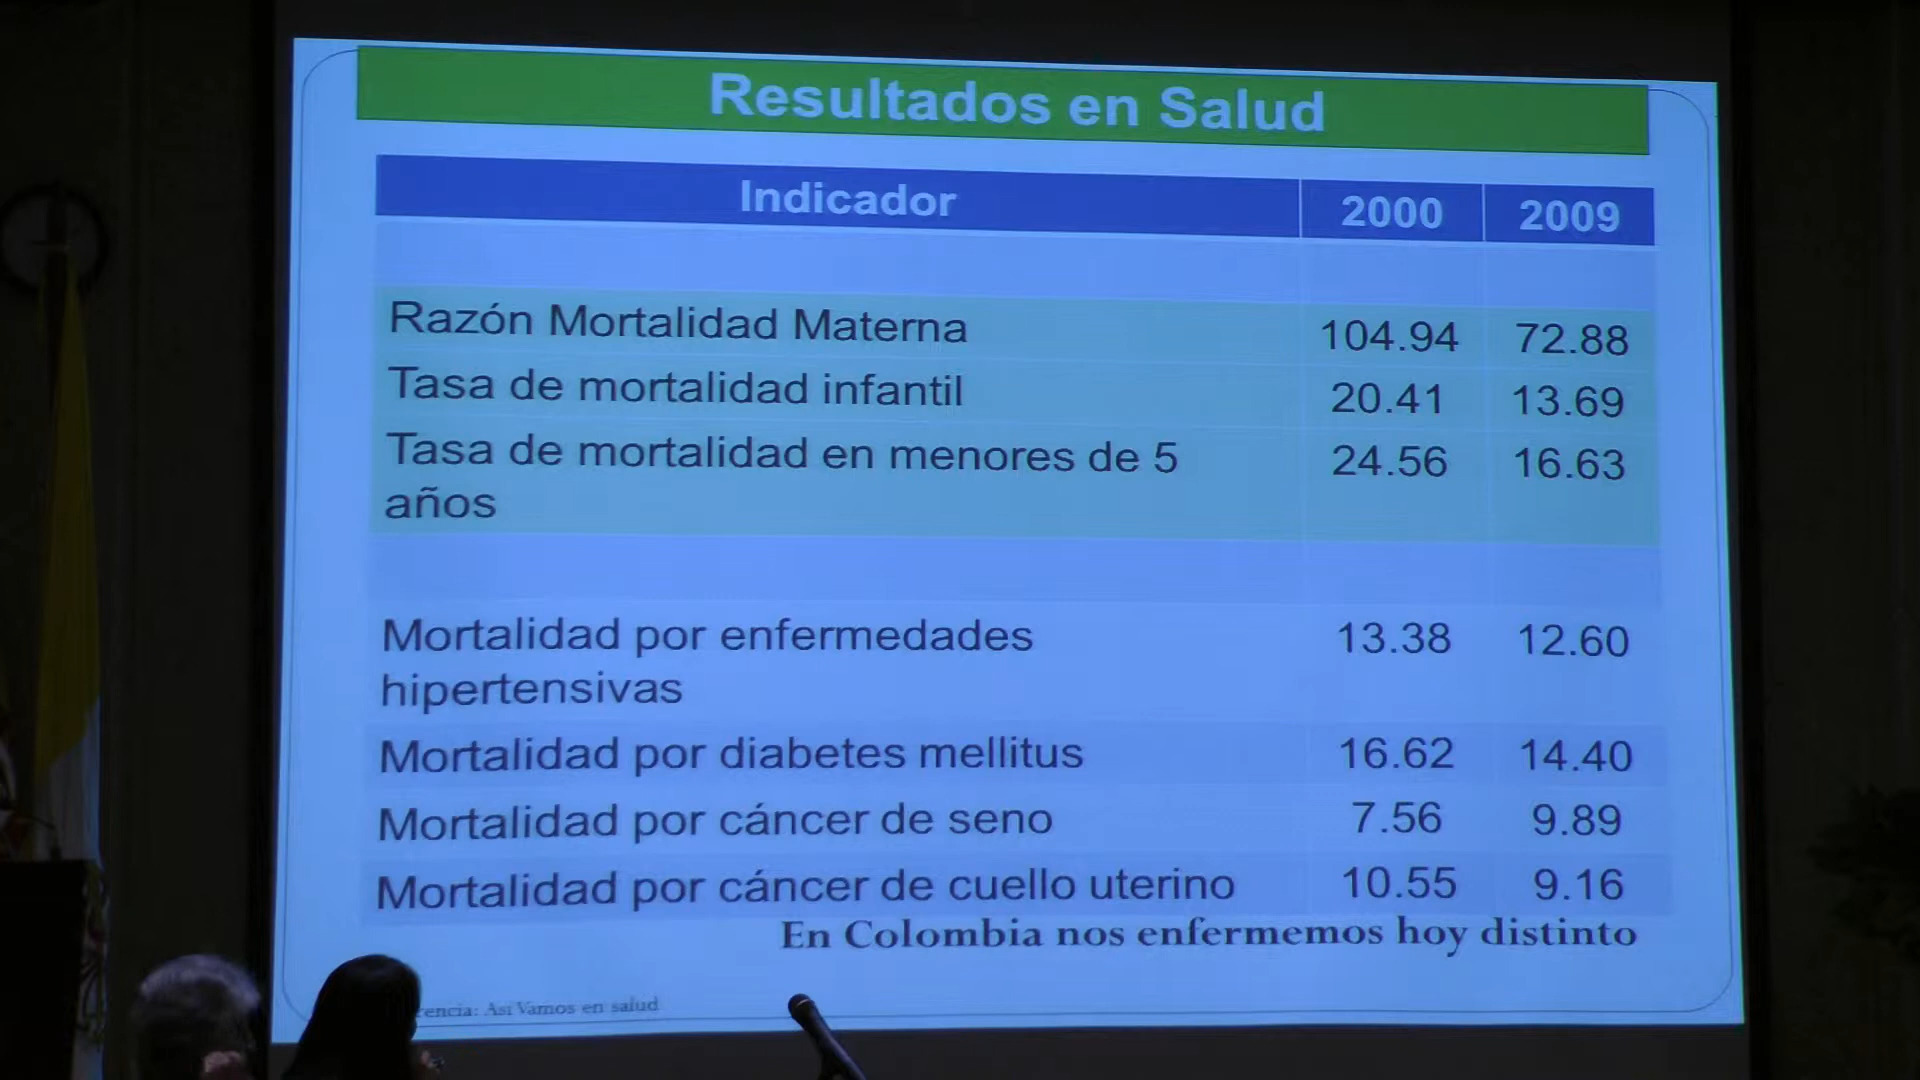 Resultados en Salud
Indicador 2000 2009
Razón Mortalidad Materna 104.94 72.88
Tasa de mortalidad infantil 20.41 13.69
Tasa de mortalidad en menores de 5 24.56 16.63
años
Mortalidad por enfermedades 13.38 12.60
hipertensivas
Mortalidad por diabetes mellitus 16.62 14.40
Mortalidad por cáncer de seno 7.56 9.89
Mortalidad por cáncer de cuello uterino 10.55 9.16
En Colombia nos enfermemos hoy distinto
Así Vamos en salud